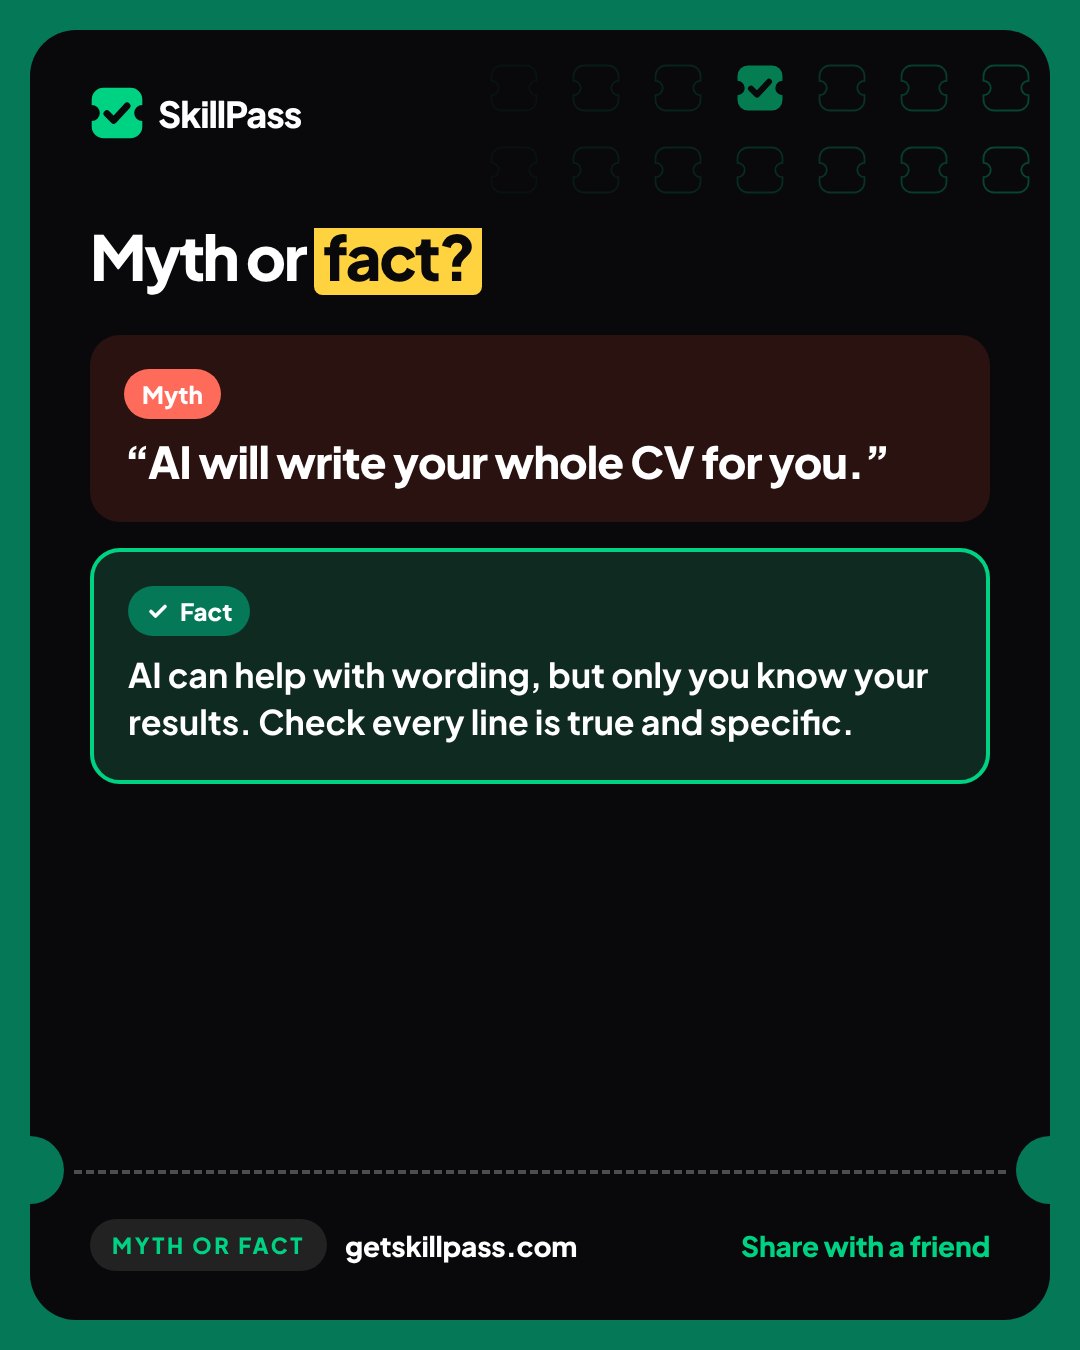 SkillPass
Myth or fact?
Myth
“AI will write your whole CV for you.”
Fact
AI can help with wording, but only you know your
results. Check every line is true and specific.
MYTH OR FACT
getskillpass.com
Share with a friend